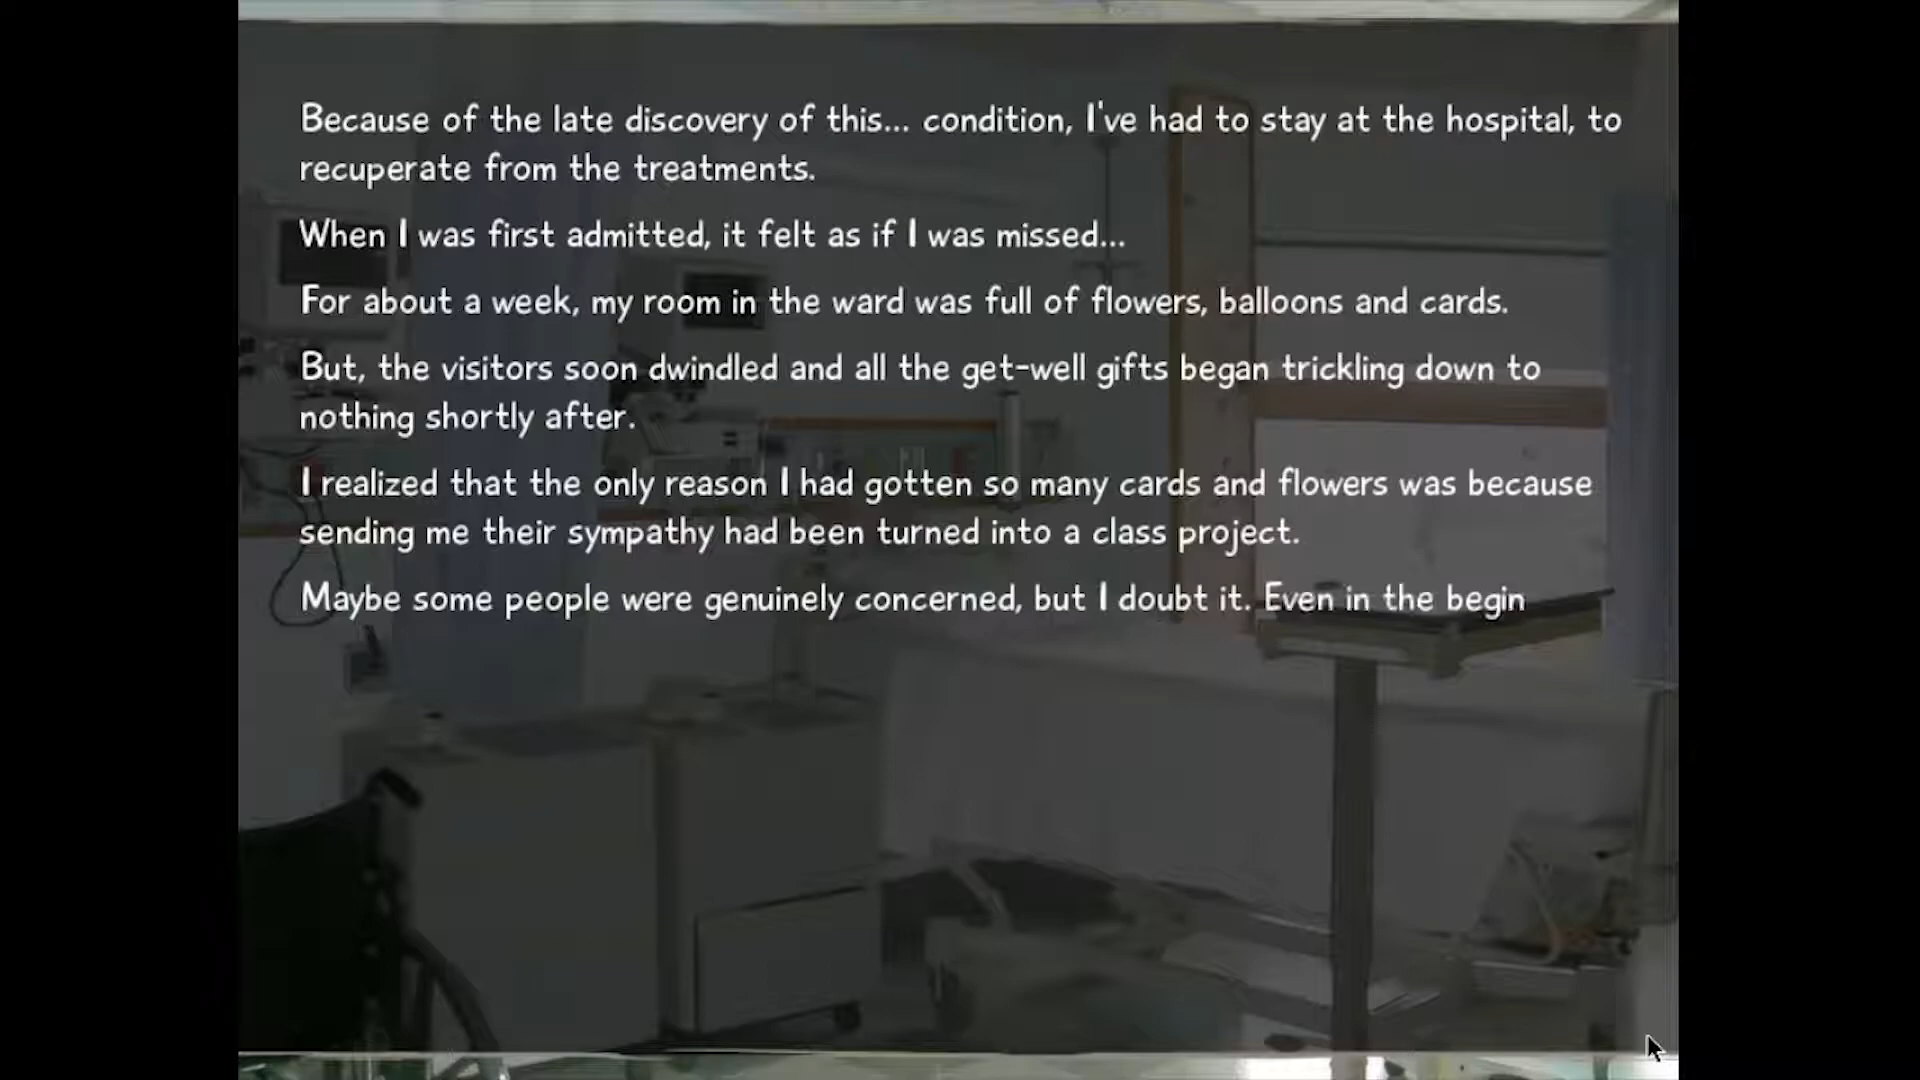 Because of the late discovery of this... condition, I've had to stay at the hospital, to
recuperate from the treatments.
When I was first admitted, it felt as if I was missed...
For about a week, my room in the ward was full of flowers, balloons and cards.
But, the visitors soon dwindled and all the get-well gifts began trickling down to
nothing shortly after.
I realized that the only reason I had gotten so many cards and flowers was because
sending me their sympathy had been turned into a class project.
Maybe some people were genuinely concerned, but I doubt it. Even in the begin